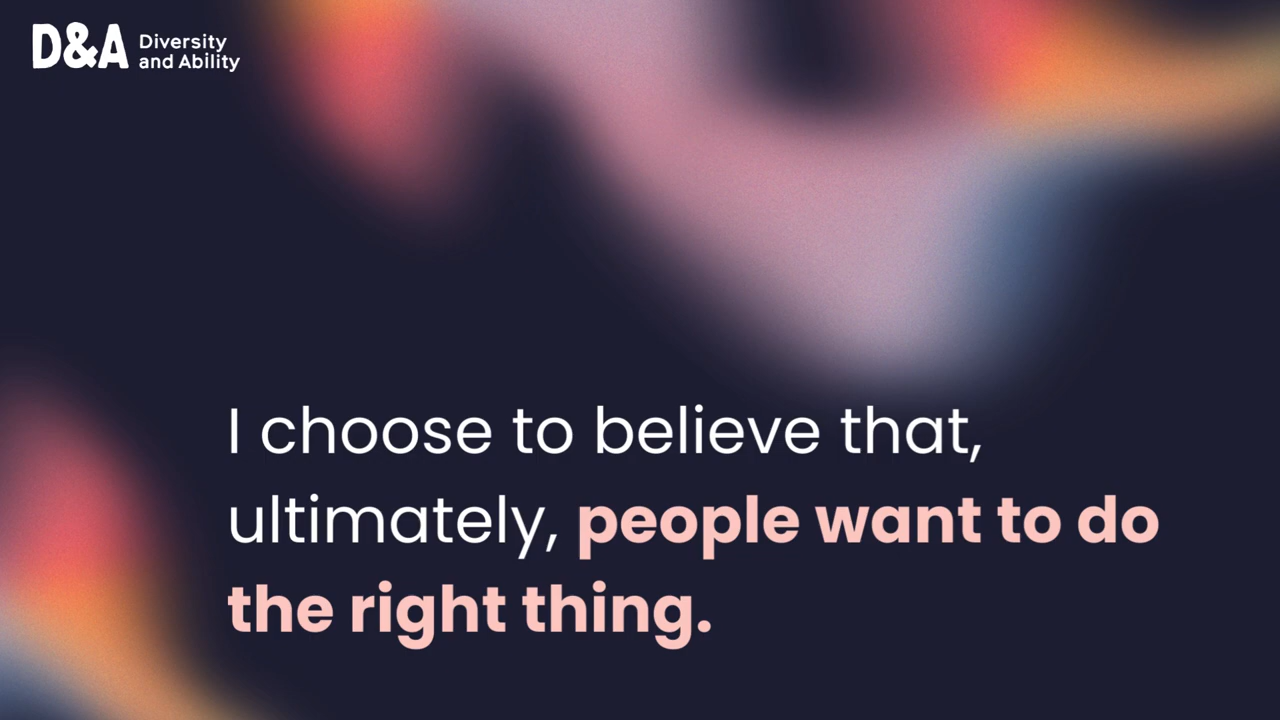 D&A
Diversity
and Ability
I choose to believe that,
ultimately, people want to do
the right thing.